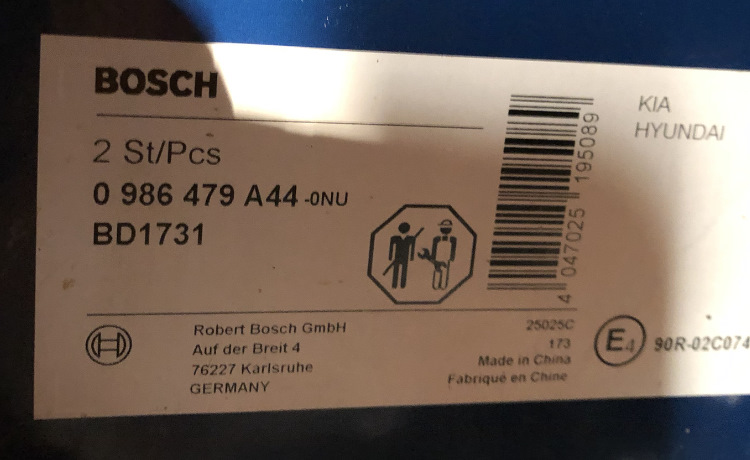 BOSCH
2 St/Pcs
0 986 479 A44 -0NU
BD1731
4 047025 195089
KIA
HYUNDAI
Robert Bosch GmbH
Auf der Breit 4
76227 Karlsruhe
GERMANY
25025C
173
Made in China
Fabriqué en Chine
E4
90R-02C074